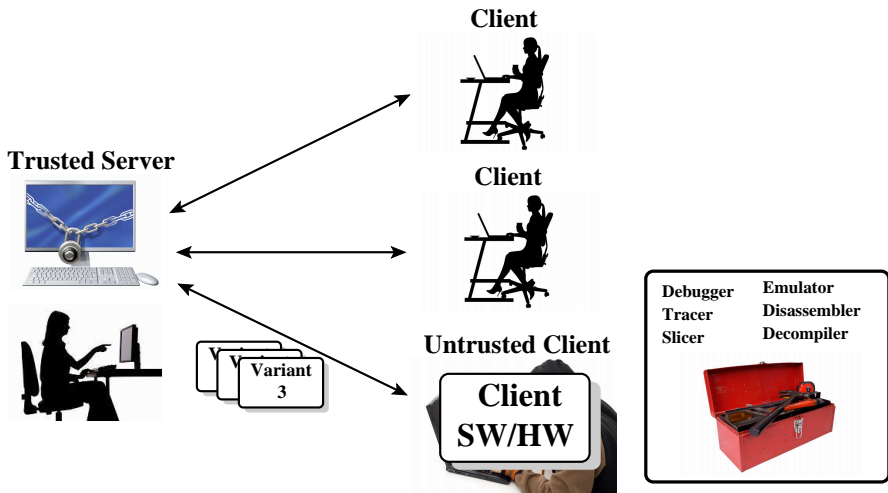 Client
Trusted Server
Client
Untrusted Client
Variant
3
Client
SW/HW
Debugger
Tracer
Slicer
Emulator
Disassembler
Decompiler